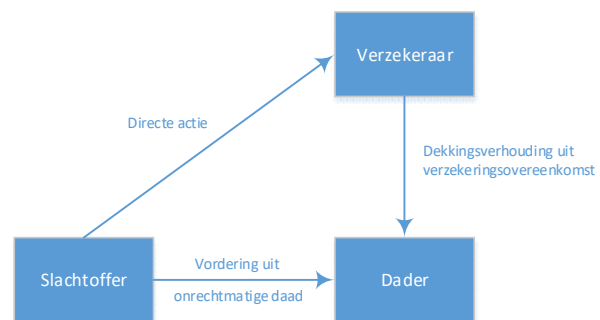 Verzekeraar
Directe actie
Dekkingsverhouding uit
verzekeringsovereenkomst
Slachtoffer
Vordering uit
onrechtmatige daad
Dader